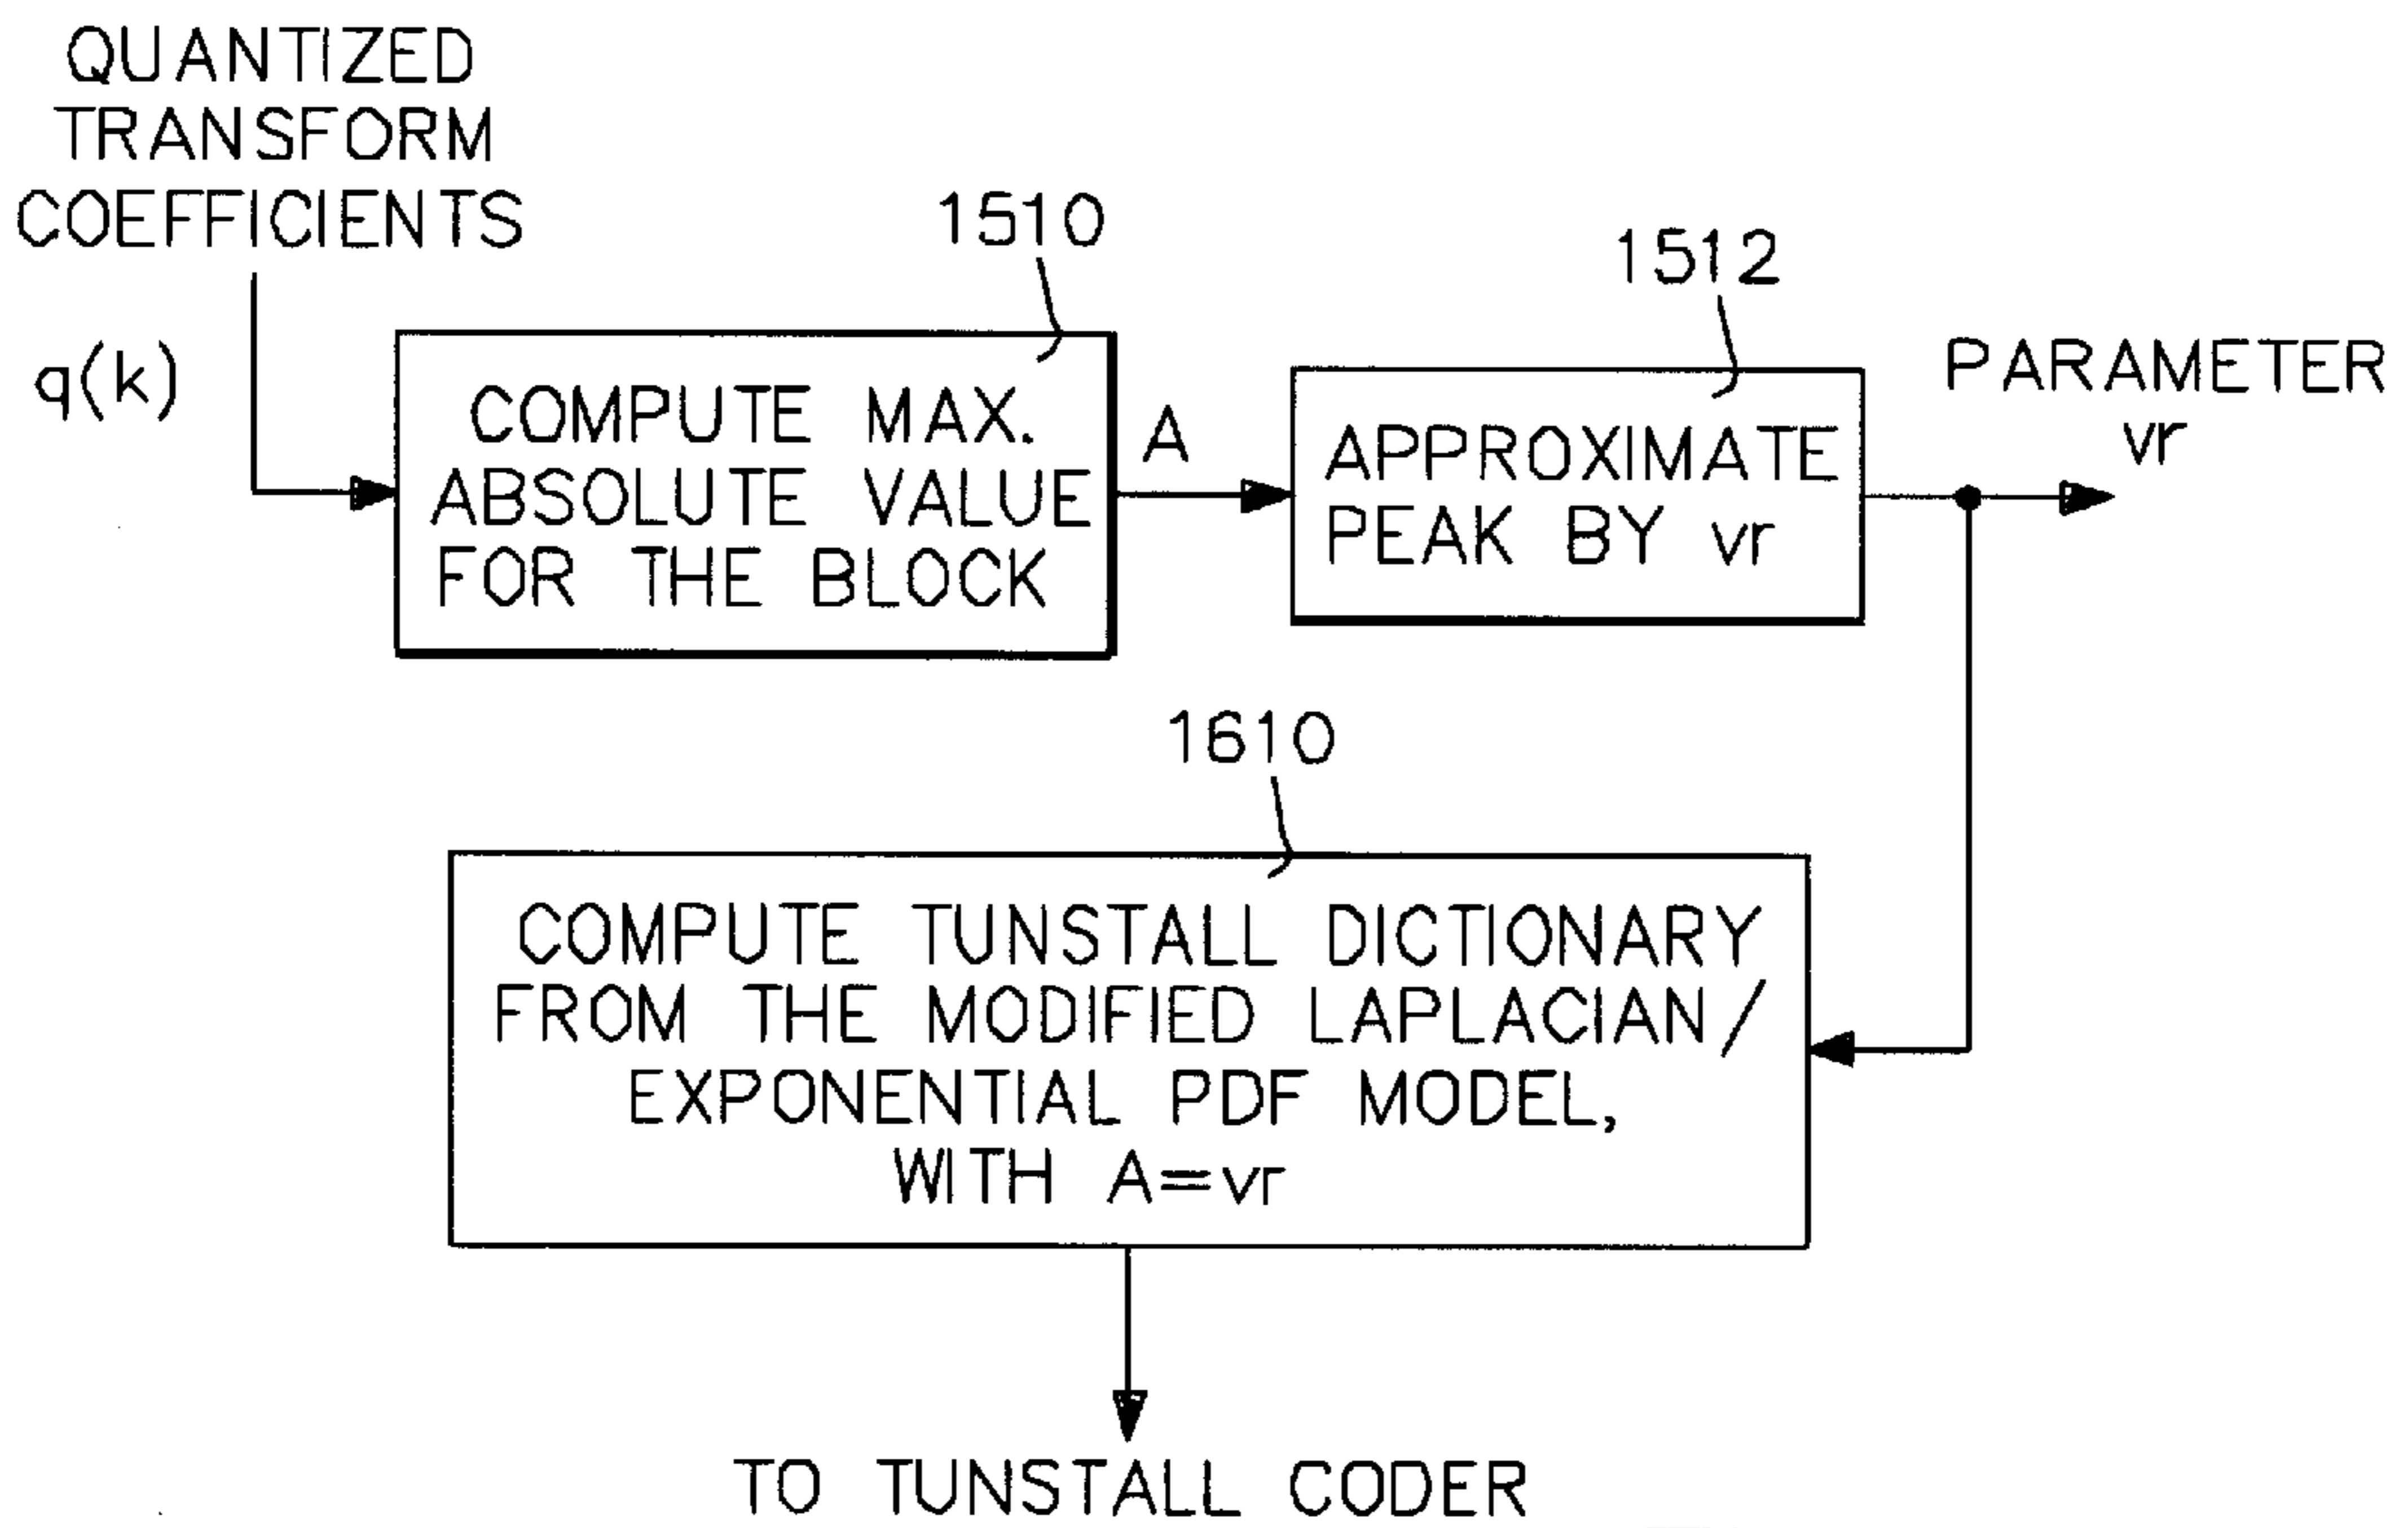 QUANTIZED
TRANSFORM
COEFFICIENTS
q(k)
1510
COMPUTE MAX.
ABSOLUTE VALUE
FOR THE BLOCK
A
1512
APPROXIMATE
PEAK BY vr
PARAMETER
vr
1610
COMPUTE TUNSTALL DICTIONARY
FROM THE MODIFIED LAPLACIAN/
EXPONENTIAL PDF MODEL,
WITH A=vr
TO TUNSTALL CODER